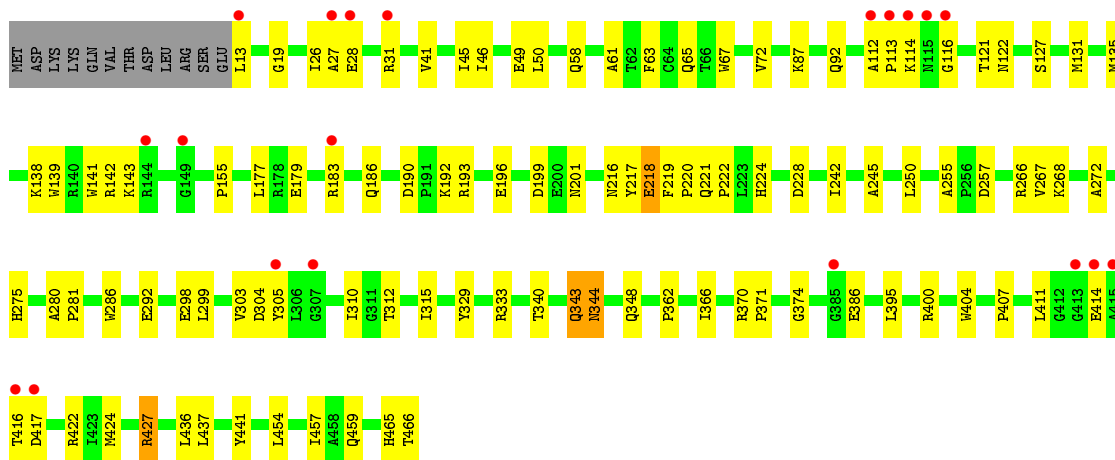 MET ASP LYS LYS GLN VAL THR ASP LEU ARG SER GLU L13 G19 I26 A27 E28 R31 V41 I45 I46 E49 L50 Q58 A61 T62 F63 C64 Q65 T66 W67 V72 K87 Q92 A112 P113 K114 N115 G116 T121 N122 S127 M131 M135
K138 W139 R140 W141 R142 K143 R144 G149 P155 L177 R178 E179 R183 Q186 D190 P191 K192 R193 E196 D199 E200 N201 N216 Y217 E218 F219 P220 Q221 P222 L223 H224 D228 I242 A245 L250 A255 P256 D257 R266 V267 K268 A272
H275 A280 P281 W286 E292 E298 L299 V303 D304 Y305 L306 G307 I310 G311 T312 I315 Y329 R333 T340 Q343 N344 Q348 P362 I366 R370 P371 G374 G385 E386 L395 R400 W404 P407 L411 G412 G413 E414 A415
T416 D417 R422 I423 M424 R427 L436 L437 Y441 L454 I457 A458 Q459 H465 T466